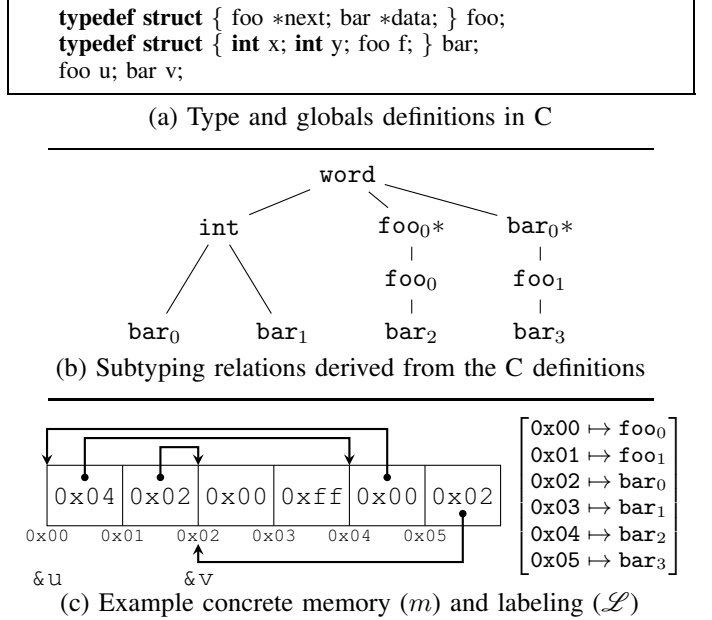 typedef struct { foo *next; bar *data; } foo;
typedef struct { int x; int y; foo f; } bar;
foo u; bar v;
(a) Type and globals definitions in C
word
int foo₀* bar₀*
foo₀ foo₁
bar₀ bar₁ bar₂ bar₃
(b) Subtyping relations derived from the C definitions
0x04 0x02 0x00 0xff 0x00 0x02
0x00 0x01 0x02 0x03 0x04 0x05
&u &v
0x00 ↦ foo₀
0x01 ↦ foo₁
0x02 ↦ bar₀
0x03 ↦ bar₁
0x04 ↦ bar₂
0x05 ↦ bar₃
(c) Example concrete memory (m) and labeling (ℒ)